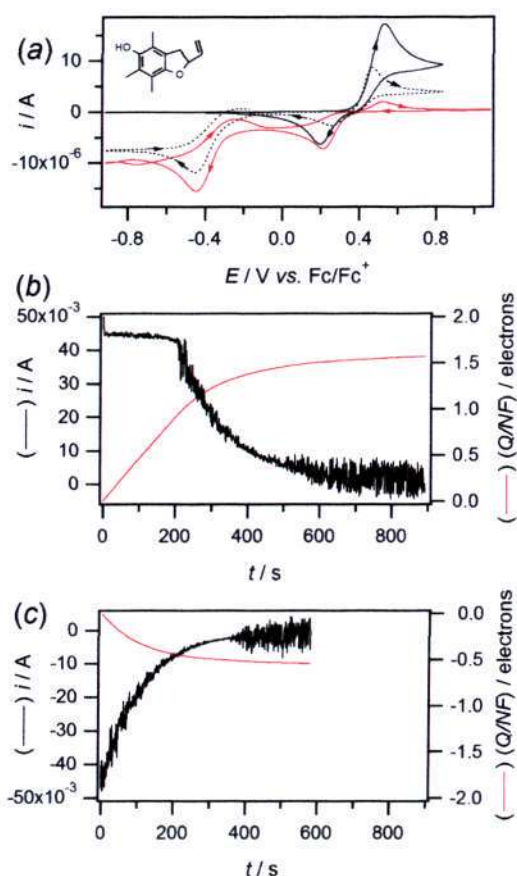 (a)
HO
O
10
0
-10x10⁻⁶
i / A
-0.8 -0.4 0.0 0.4 0.8
E / V vs. Fc/Fc⁺
(b)
50x10⁻³
40
30
20
10
0
(—) i / A
2.0
1.5
1.0
0.5
0.0
(—) (Q/NF) / electrons
0 200 400 600 800
t / s
(c)
0
-10
-20
-30
-40
-50x10⁻³
(—) i / A
0.0
-0.5
-1.0
-1.5
-2.0
(—) (Q/NF) / electrons
0 200 400 600 800
t / s